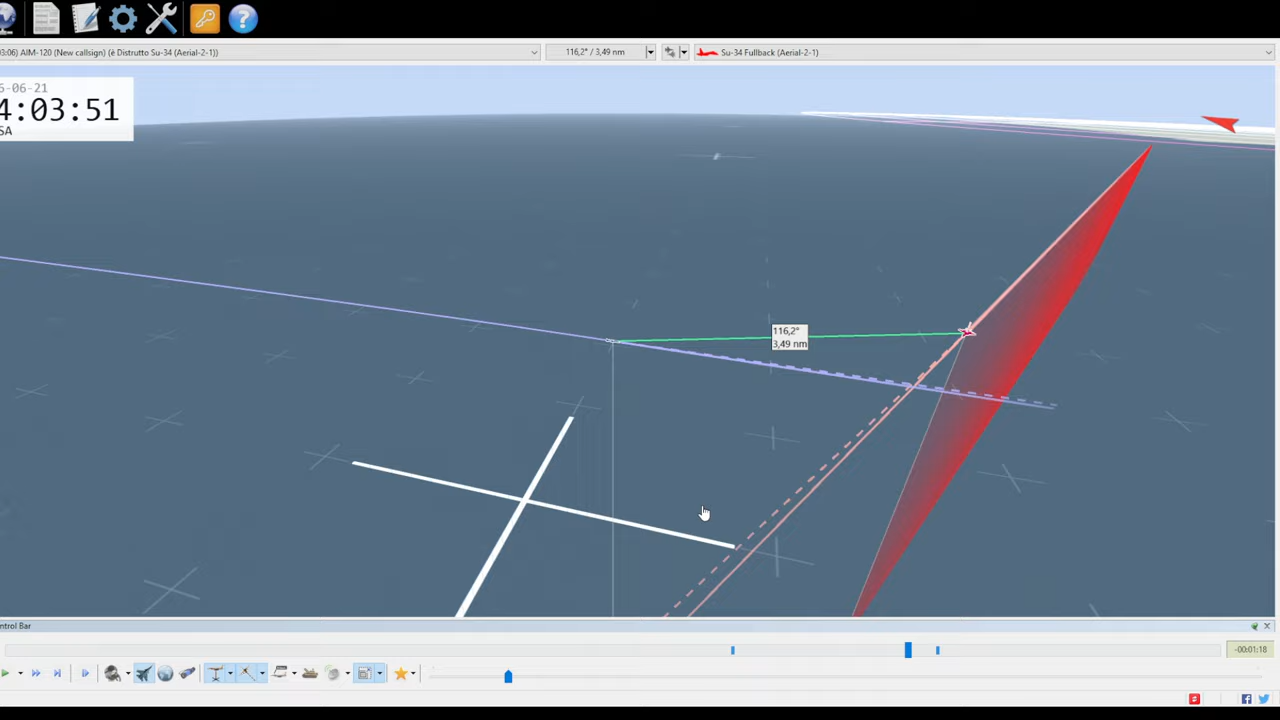 ?
:03:06) AIM-120 (New callsign) (è Distrutto Su-34 (Aerial-2-1))
116,2° / 3,49 nm
Su-34 Fullback (Aerial-2-1)
6-06-21
4:03:51
SA
116,2°
3,49 nm
ntrol Bar
-00:01:18